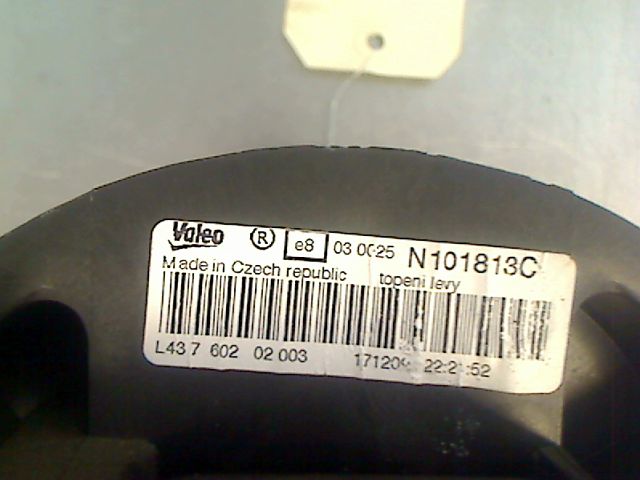 Valeo ® e8 03 0025 N101813C
Made in Czech republic topeni levy
L43 7 602 02 003